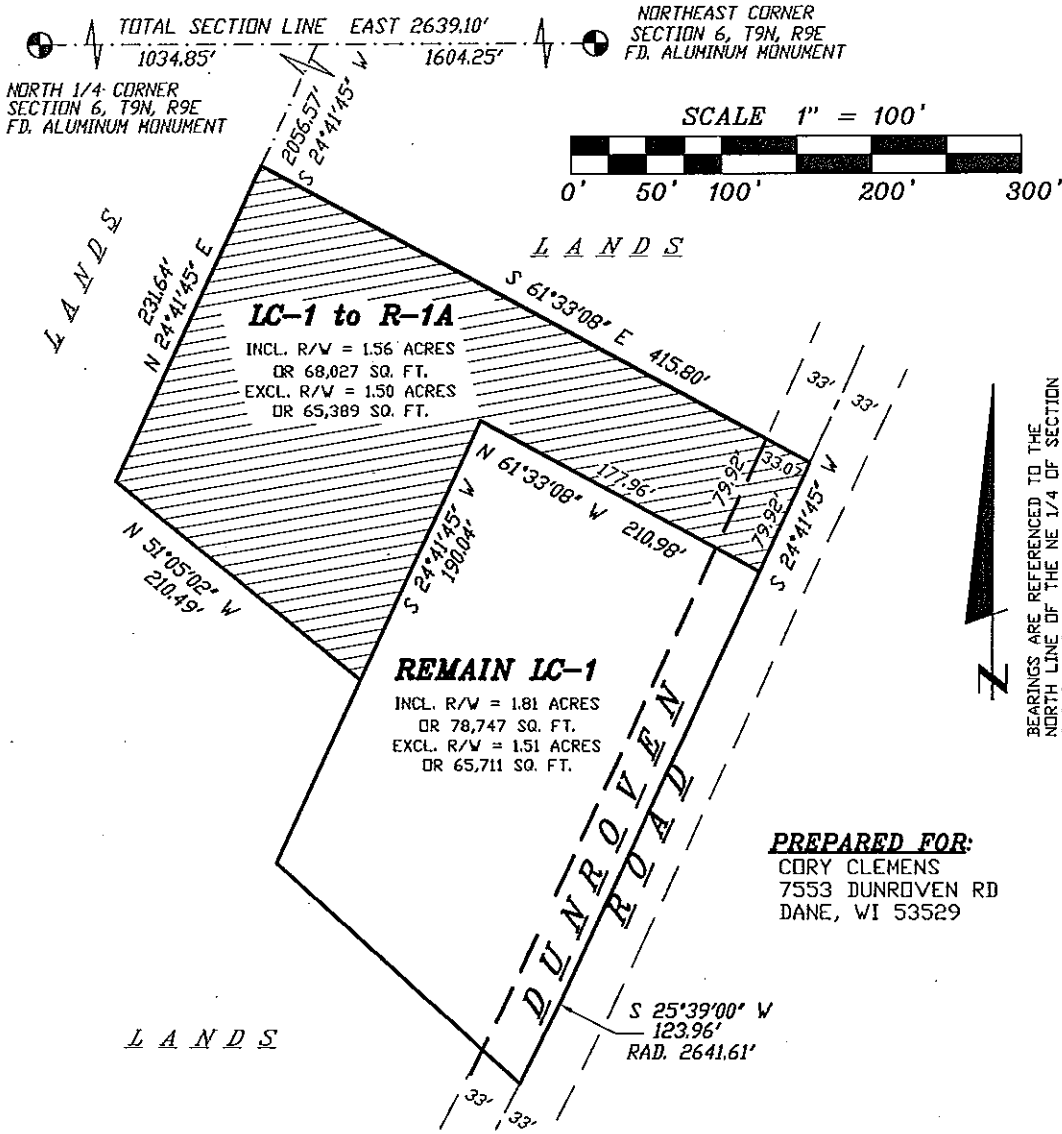 TOTAL SECTION LINE EAST 2639.10'
1034.85'
1604.25'
NORTH 1/4 CORNER
SECTION 6, T9N, R9E
FD. ALUMINUM MONUMENT
NORTHEAST CORNER
SECTION 6, T9N, R9E
FD. ALUMINUM MONUMENT
2056.57'
S 24°41'45" W
SCALE 1" = 100'
0' 50' 100' 200' 300'
LANDS
LANDS
231.64'
N 24°41'45" E
LC-1 to R-1A
INCL. R/W = 1.56 ACRES
OR 68,027 SQ. FT.
EXCL. R/W = 1.50 ACRES
OR 65,389 SQ. FT.
S 61°33'08" E 415.80'
33'
33'
33.07'
79.92'
79.92'
S 24°41'45" W
N 61°33'08" W 210.98'
177.96'
S 24°41'45" W
190.04'
N 51°05'02" W
210.49'
REMAIN LC-1
INCL. R/W = 1.81 ACRES
OR 78,747 SQ. FT.
EXCL. R/W = 1.51 ACRES
OR 65,711 SQ. FT.
DUNROVEN
ROAD
N
BEARINGS ARE REFERENCED TO THE
NORTH LINE OF THE NE 1/4 OF SECTION
PREPARED FOR:
CORY CLEMENS
7553 DUNROVEN RD
DANE, WI 53529
S 25°39'00" W
123.96'
RAD. 2641.61'
LANDS
33'
33'